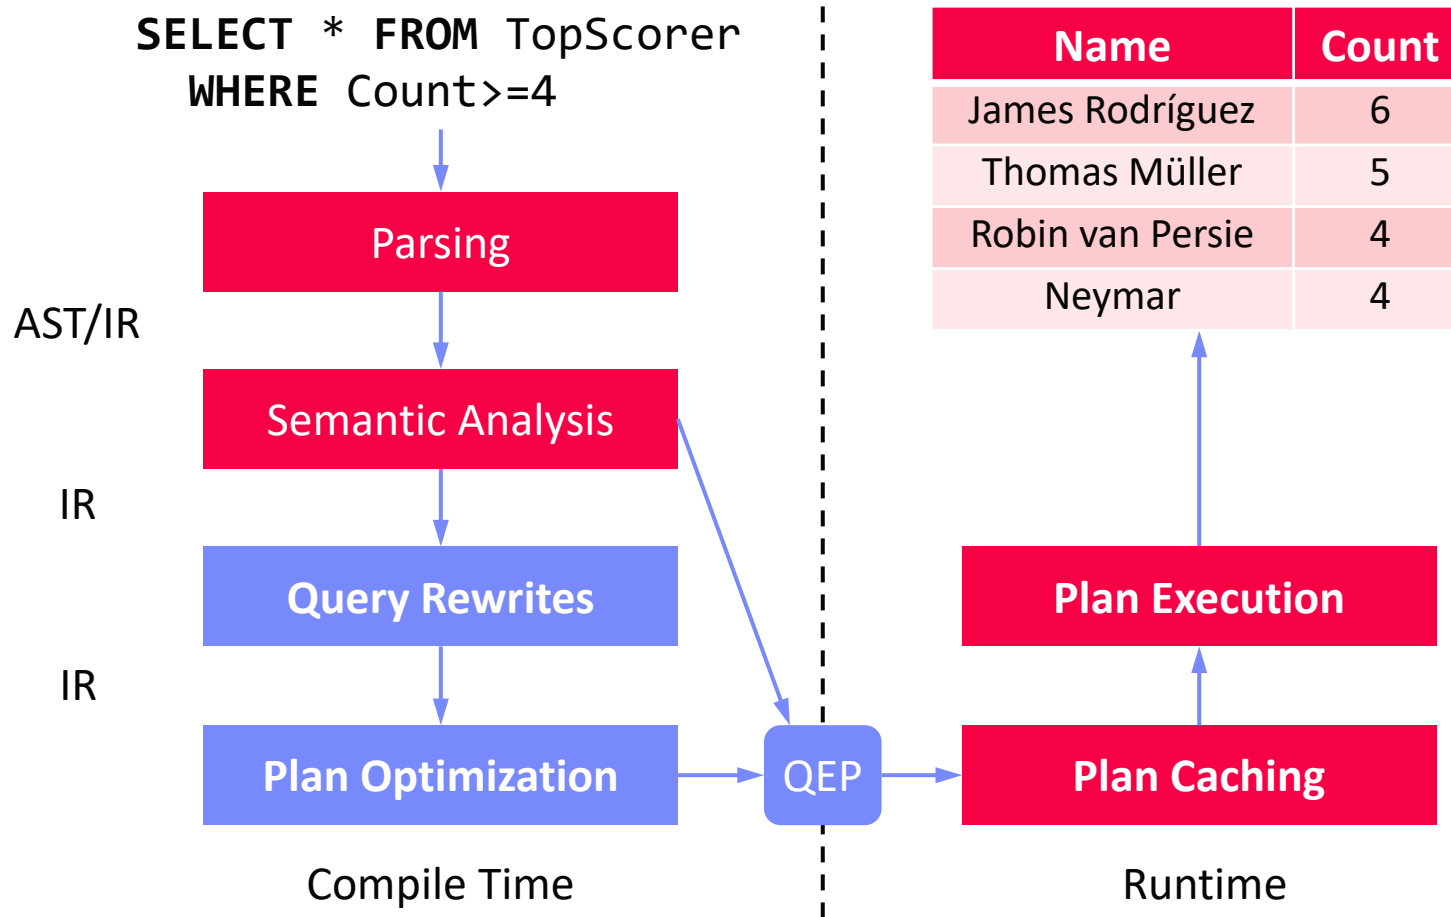 SELECT * FROM TopScorer
WHERE Count>=4
Parsing
AST/IR
Semantic Analysis
IR
Query Rewrites
IR
Plan Optimization
QEP
Compile Time
Name Count
James Rodríguez 6
Thomas Müller 5
Robin van Persie 4
Neymar 4
Plan Execution
Plan Caching
Runtime